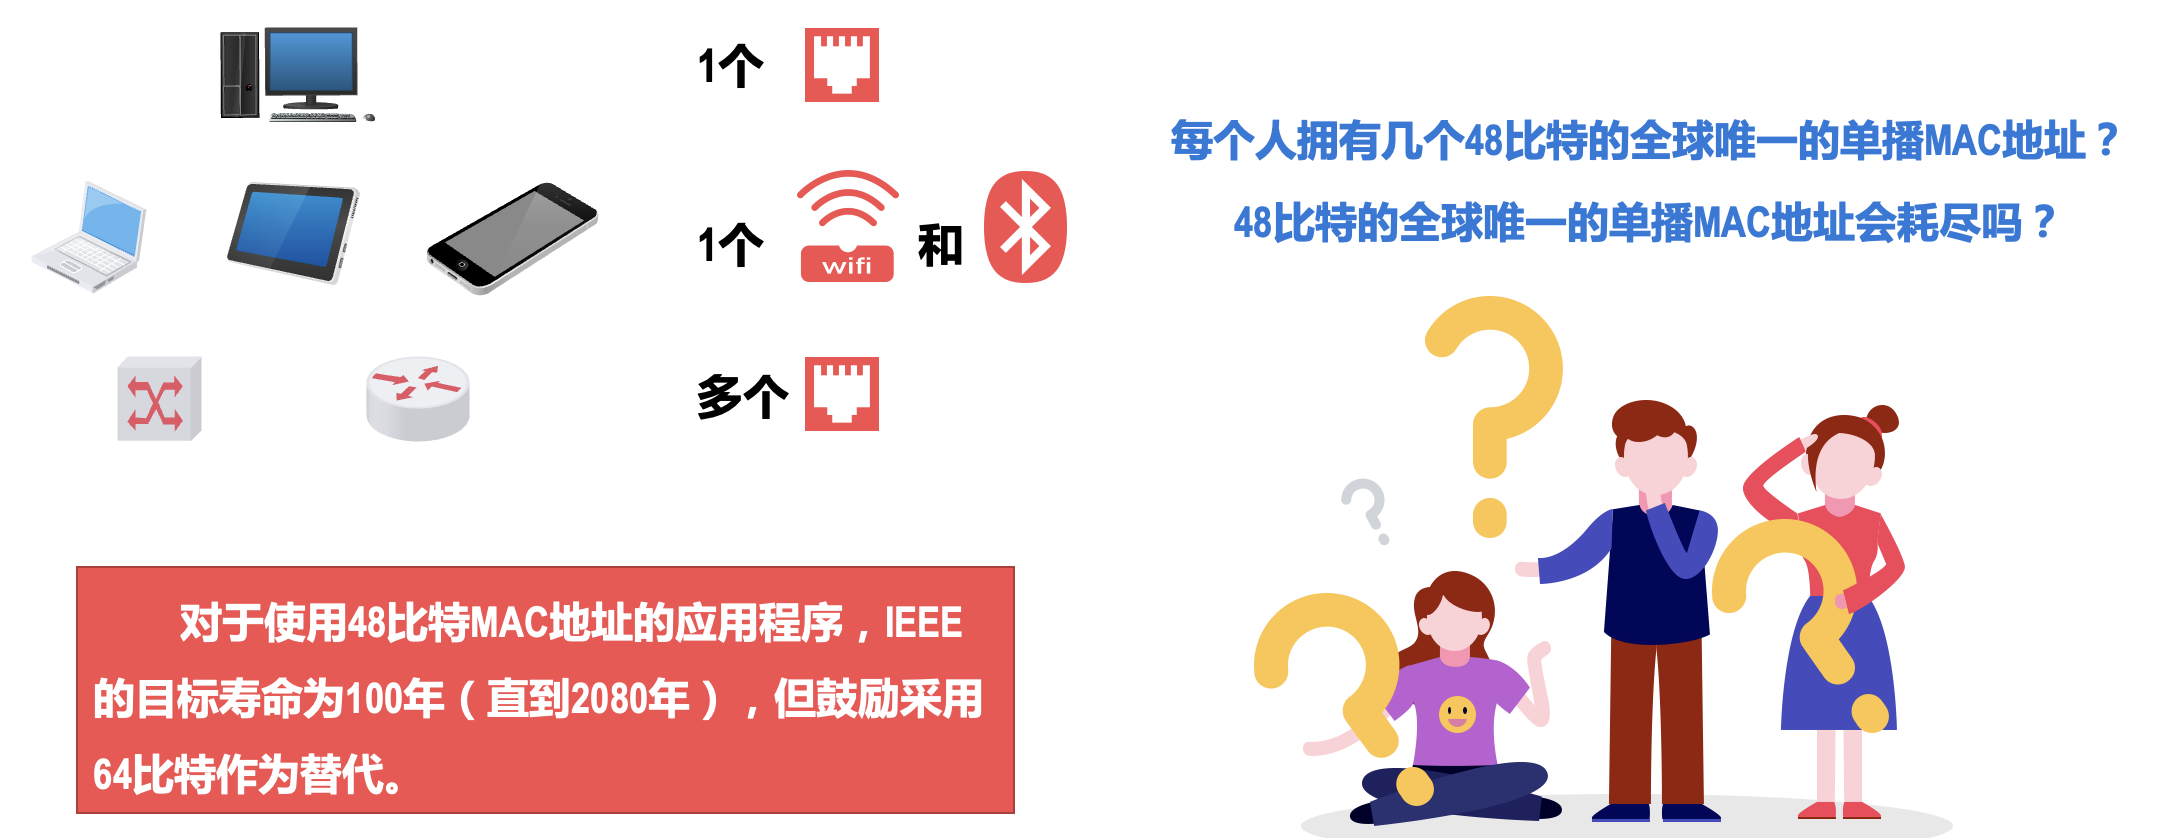 1个
1个
wifi
和
多个
对于使用48比特MAC地址的应用程序，IEEE
的目标寿命为100年（直到2080年），但鼓励采用
64比特作为替代。
每个人拥有几个48比特的全球唯一的单播MAC地址？
48比特的全球唯一的单播MAC地址会耗尽吗？